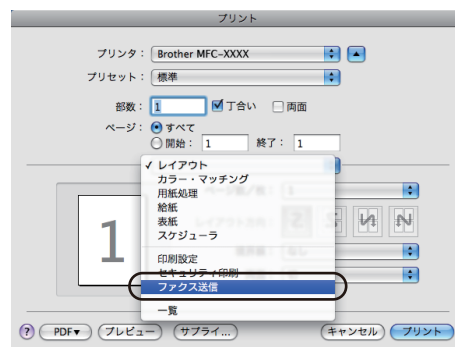 プリント
プリンタ： Brother MFC-XXXX
プリセット： 標準
部数： 1 丁合い 両面
ページ： すべて
開始： 1 終了： 1
✓ レイアウト
カラー・マッチング
用紙処理
給紙
表紙
スケジューラ
印刷設定
セキュリティ印刷
ファクス送信
一覧
1
? PDF▼ プレビュー サプライ... キャンセル プリント